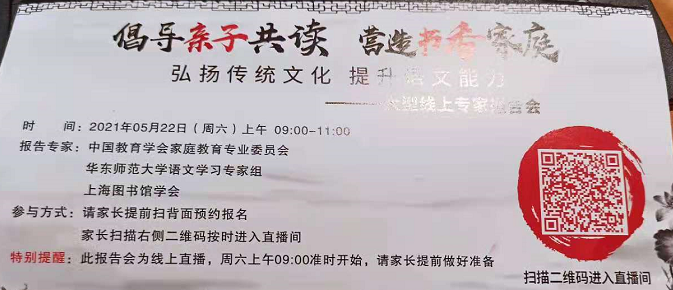 倡导亲子共读 营造书香家庭
弘扬传统文化 提升语文能力
——大型线上专家报告会
时 间：2021年05月22日（周六）上午 09:00-11:00
报告专家：中国教育学会家庭教育专业委员会
华东师范大学语文学习专家组
上海图书馆学会
参与方式：请家长提前扫背面预约报名
家长扫描右侧二维码按时进入直播间
特别提醒：此报告会为线上直播，周六上午09:00准时开始，请家长提前做好准备
扫描二维码进入直播间